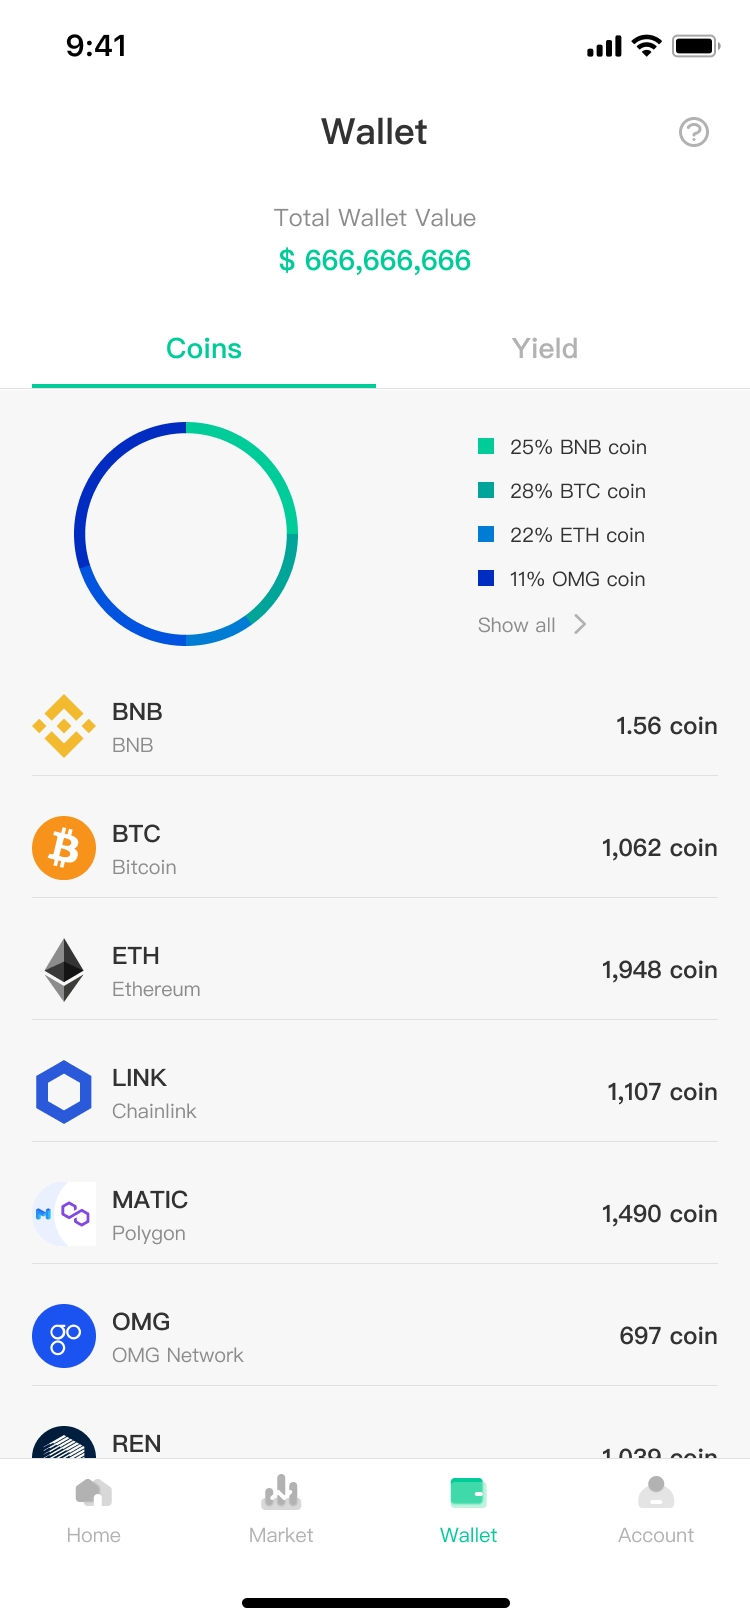 9:41
Wallet
Total Wallet Value
$ 666,666,666
Coins
Yield
25% BNB coin
28% BTC coin
22% ETH coin
11% OMG coin
Show all
BNB
BNB
1.56 coin
BTC
Bitcoin
1,062 coin
ETH
Ethereum
1,948 coin
LINK
Chainlink
1,107 coin
MATIC
Polygon
1,490 coin
OMG
OMG Network
697 coin
REN
1,039 coin
Home
Market
Wallet
Account